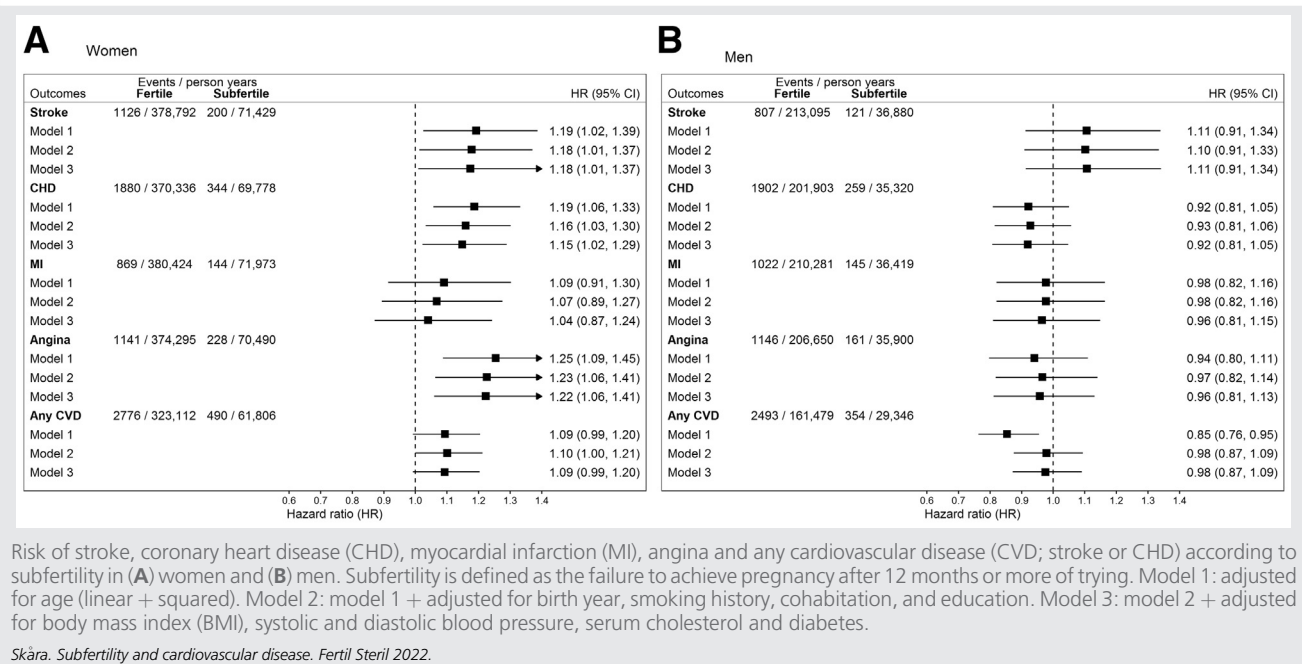 A Women
Events / person years
Outcomes Fertile Subfertile HR (95% CI)
Stroke 1126 / 378,792 200 / 71,429
Model 1 1.19 (1.02, 1.39)
Model 2 1.18 (1.01, 1.37)
Model 3 1.18 (1.01, 1.37)
CHD 1880 / 370,336 344 / 69,778
Model 1 1.19 (1.06, 1.33)
Model 2 1.16 (1.03, 1.30)
Model 3 1.15 (1.02, 1.29)
MI 869 / 380,424 144 / 71,973
Model 1 1.09 (0.91, 1.30)
Model 2 1.07 (0.89, 1.27)
Model 3 1.04 (0.87, 1.24)
Angina 1141 / 374,295 228 / 70,490
Model 1 1.25 (1.09, 1.45)
Model 2 1.23 (1.06, 1.41)
Model 3 1.22 (1.06, 1.41)
Any CVD 2776 / 323,112 490 / 61,806
Model 1 1.09 (0.99, 1.20)
Model 2 1.10 (1.00, 1.21)
Model 3 1.09 (0.99, 1.20)
0.6 0.7 0.8 0.9 1.0 1.1 1.2 1.3 1.4
Hazard ratio (HR)
B Men
Events / person years
Outcomes Fertile Subfertile HR (95% CI)
Stroke 807 / 213,095 121 / 36,880
Model 1 1.11 (0.91, 1.34)
Model 2 1.10 (0.91, 1.33)
Model 3 1.11 (0.91, 1.34)
CHD 1902 / 201,903 259 / 35,320
Model 1 0.92 (0.81, 1.05)
Model 2 0.93 (0.81, 1.06)
Model 3 0.92 (0.81, 1.05)
MI 1022 / 210,281 145 / 36,419
Model 1 0.98 (0.82, 1.16)
Model 2 0.98 (0.82, 1.16)
Model 3 0.96 (0.81, 1.15)
Angina 1146 / 206,650 161 / 35,900
Model 1 0.94 (0.80, 1.11)
Model 2 0.97 (0.82, 1.14)
Model 3 0.96 (0.81, 1.13)
Any CVD 2493 / 161,479 354 / 29,346
Model 1 0.85 (0.76, 0.95)
Model 2 0.98 (0.87, 1.09)
Model 3 0.98 (0.87, 1.09)
0.6 0.7 0.8 0.9 1.0 1.1 1.2 1.3 1.4
Hazard ratio (HR)
Risk of stroke, coronary heart disease (CHD), myocardial infarction (MI), angina and any cardiovascular disease (CVD; stroke or CHD) according to
subfertility in (A) women and (B) men. Subfertility is defined as the failure to achieve pregnancy after 12 months or more of trying. Model 1: adjusted
for age (linear + squared). Model 2: model 1 + adjusted for birth year, smoking history, cohabitation, and education. Model 3: model 2 + adjusted
for body mass index (BMI), systolic and diastolic blood pressure, serum cholesterol and diabetes.
Skåra. Subfertility and cardiovascular disease. Fertil Steril 2022.